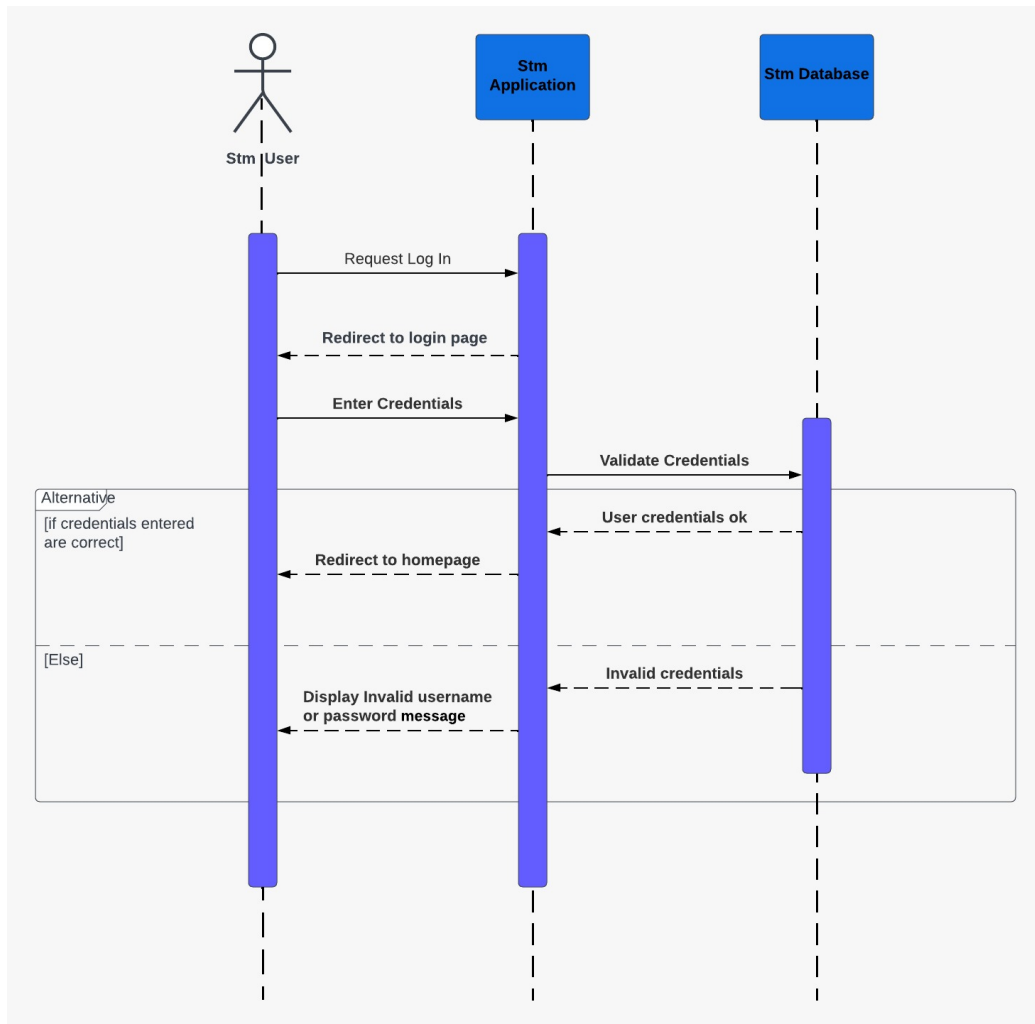 Stm
Application
Stm Database
Stm User
Request Log In
Redirect to login page
Enter Credentials
Validate Credentials
Alternative
[if credentials entered
are correct]
User credentials ok
Redirect to homepage
[Else]
Invalid credentials
Display Invalid username
or password message